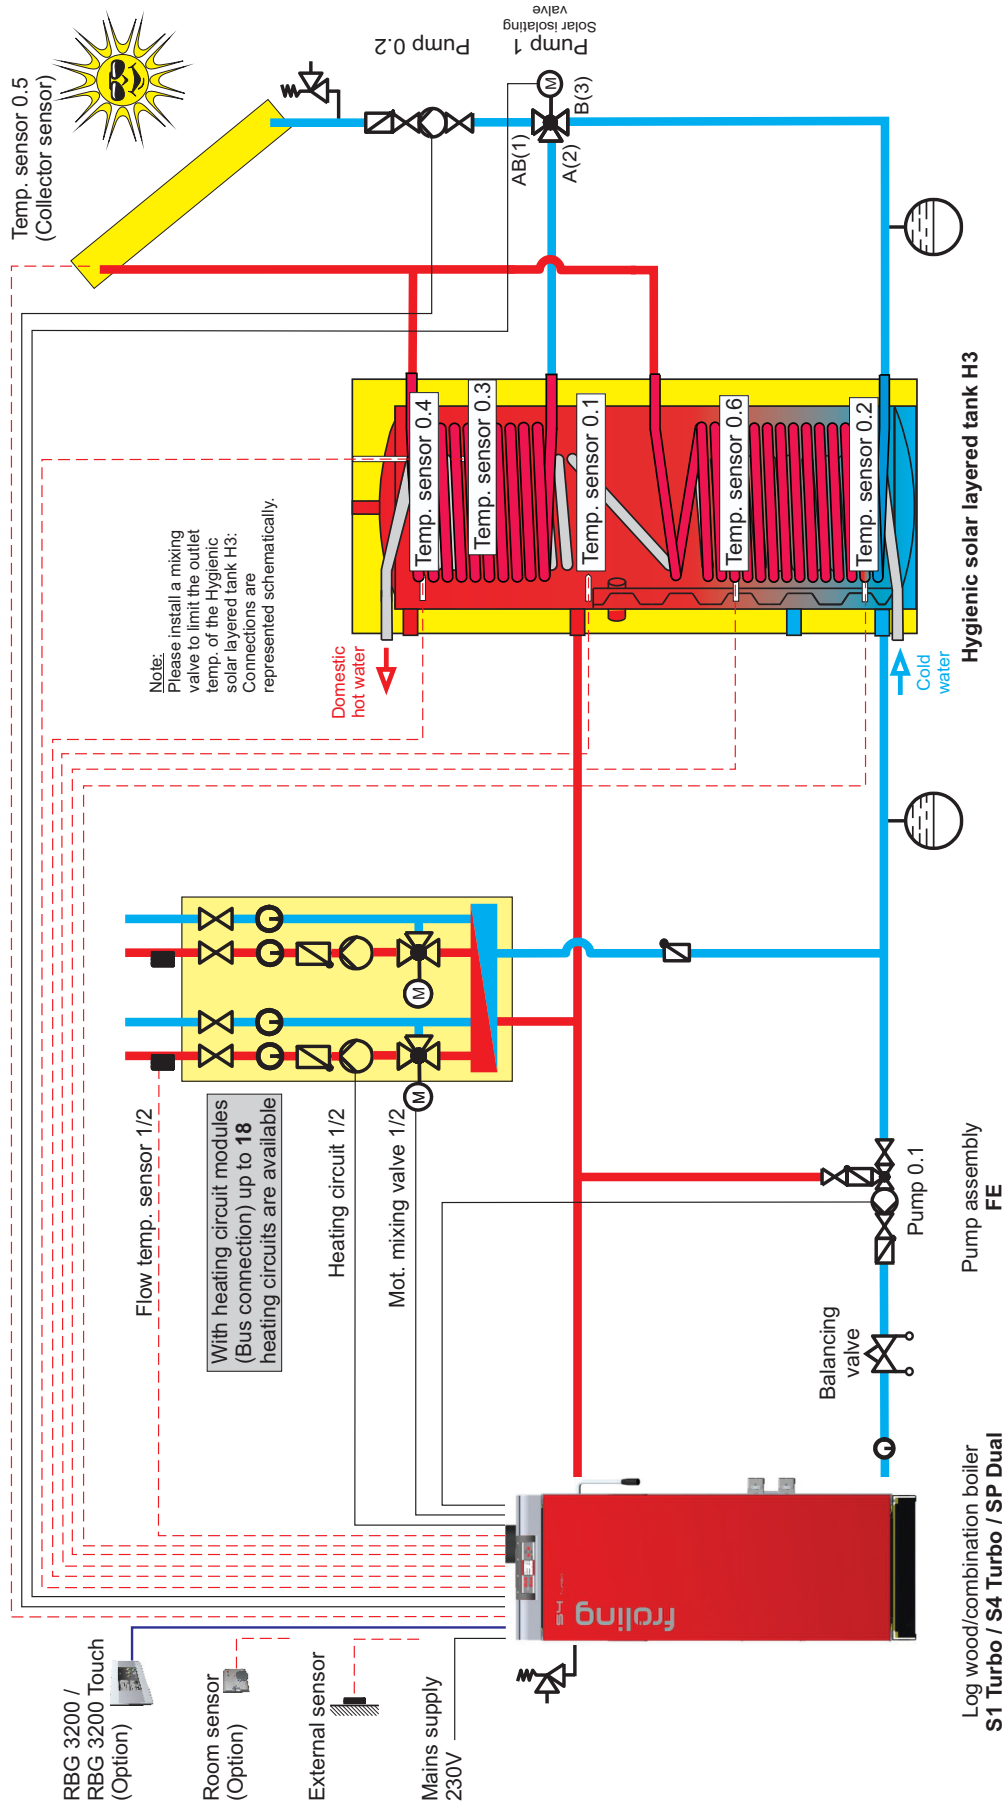 RBG 3200 /
RBG 3200 Touch
(Option)
Room sensor
(Option)
External sensor
Mains supply
230V
Log wood/combination boiler
S1 Turbo / S4 Turbo / SP Dual
froling
S4
Flow temp. sensor 1/2
With heating circuit modules
(Bus connection) up to 18
heating circuits are available
Heating circuit 1/2
Mot. mixing valve 1/2
M
M
Balancing
valve
Pump 0.1
Pump assembly
FE
Note:
Please install a mixing
valve to limit the outlet
temp. of the Hygienic
solar layered tank H3:
Connections are
represented schematically.
Domestic
hot water
Cold
water
Temp. sensor 0.4
Temp. sensor 0.3
Temp. sensor 0.1
Temp. sensor 0.6
Temp. sensor 0.2
Hygienic solar layered tank H3
Temp. sensor 0.5
(Collector sensor)
Pump 0.2
Pump 1
Solar isolating
valve
M
AB(1)
A(2)
B(3)